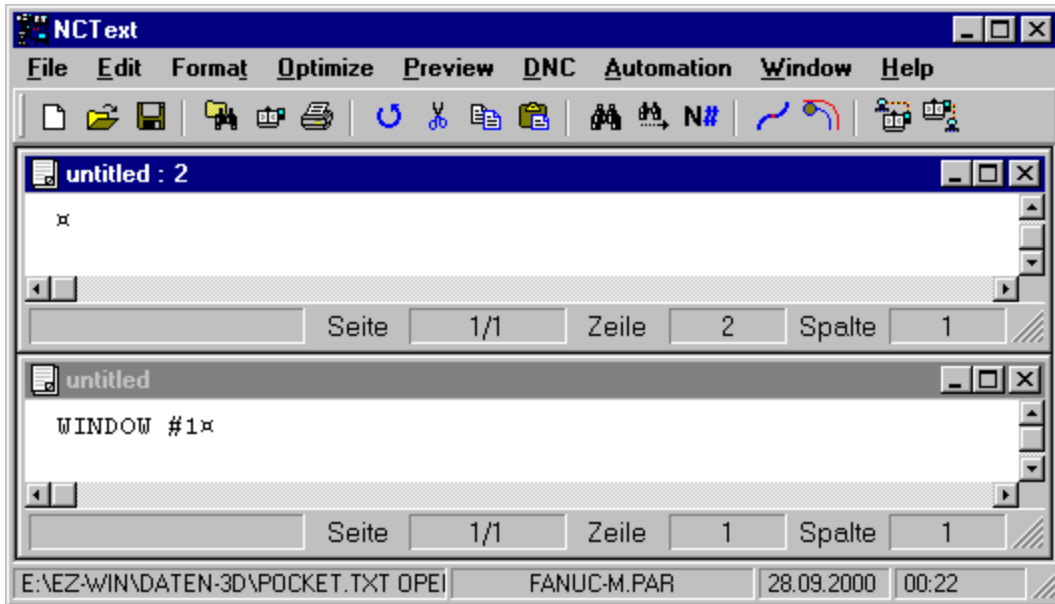 NCText
File Edit Format Optimize Preview DNC Automation Window Help
N#
untitled : 2
¤
Seite 1/1 Zeile 2 Spalte 1
untitled
WINDOW #1¤
Seite 1/1 Zeile 1 Spalte 1
E:\EZ-WIN\DATEN-3D\POCKET.TXT OPEI FANUC-M.PAR 28.09.2000 00:22